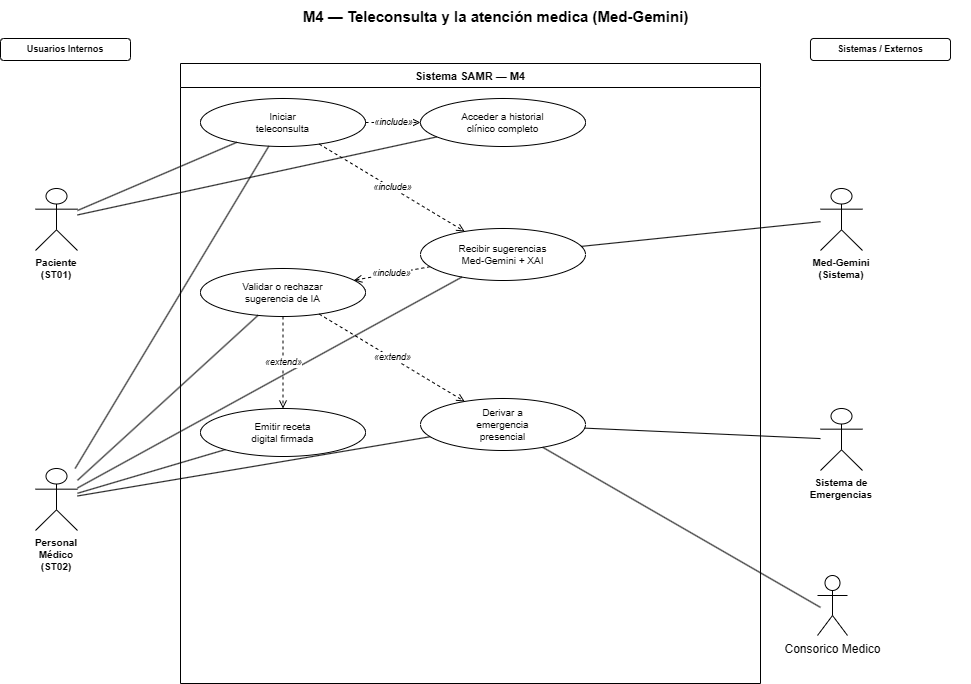 M4 — Teleconsulta y la atención medica (Med-Gemini)
Usuarios Internos
Sistemas / Externos
Sistema SAMR — M4
Iniciar
teleconsulta
«include»
Acceder a historial
clínico completo
«include»
Paciente
(ST01)
Recibir sugerencias
Med-Gemini + XAI
Med-Gemini
(Sistema)
«include»
Validar o rechazar
sugerencia de IA
«extend»
«extend»
Emitir receta
digital firmada
Derivar a
emergencia
presencial
Sistema de
Emergencias
Personal
Médico
(ST02)
Consorico Medico